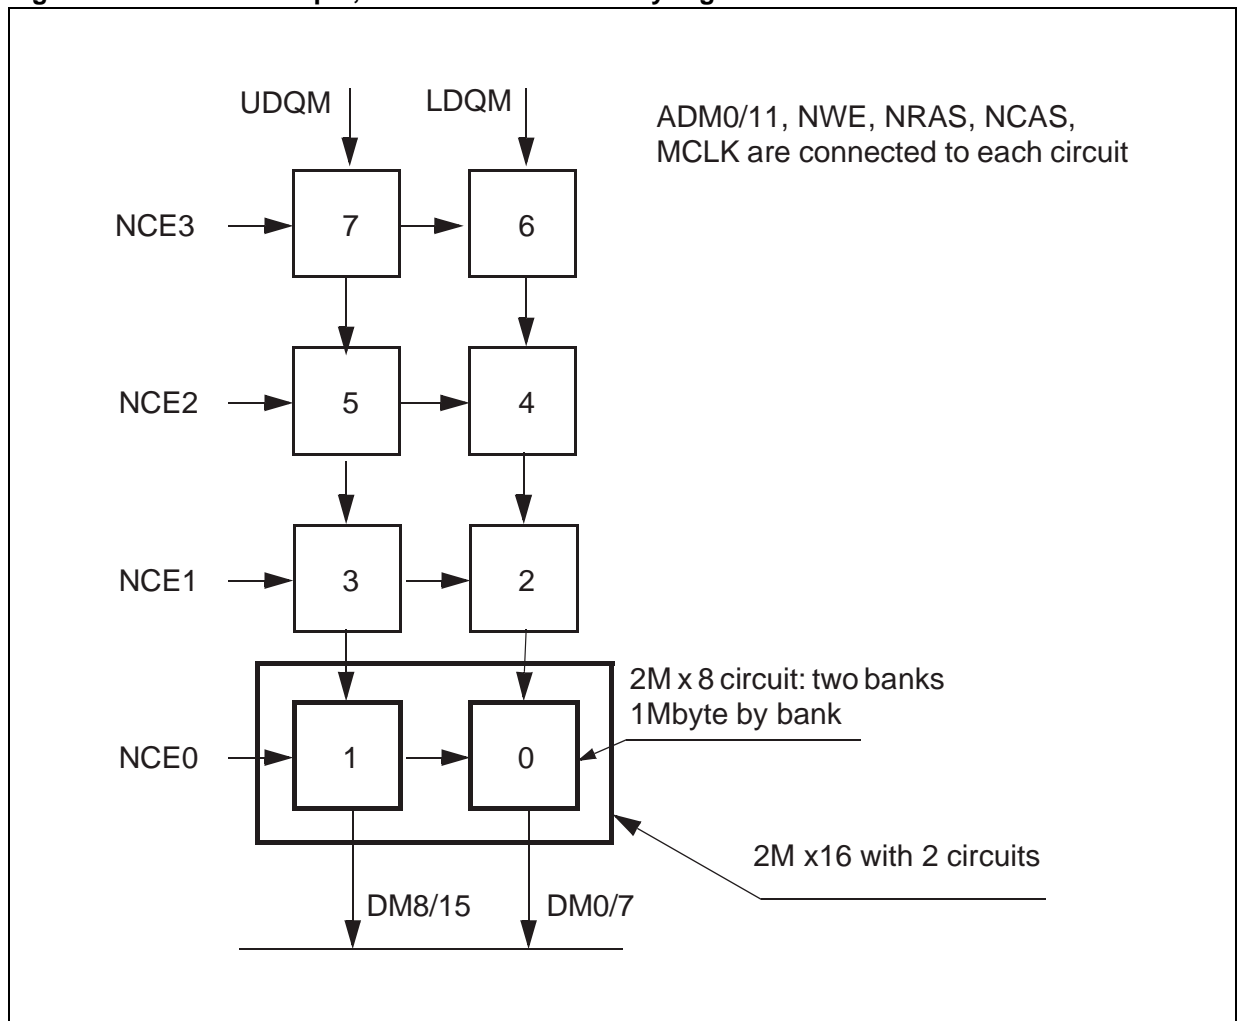 UDQM LDQM
ADM0/11, NWE, NRAS, NCAS,
MCLK are connected to each circuit
NCE3 7 6
NCE2 5 4
NCE1 3 2
2M x 8 circuit: two banks
1Mbyte by bank
NCE0 1 0
2M x16 with 2 circuits
DM8/15 DM0/7